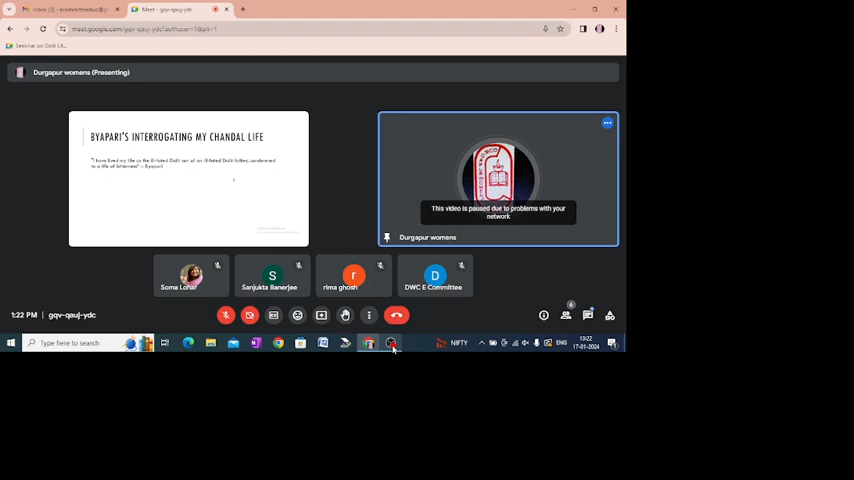 Inbox (3) - ecommitteedwc@g
Meet - gqv-qauj-ydc
meet.google.com/gqv-qauj-ydc?authuser=1&pli=1
Seminar on Dalit Lit...
Durgapur womens (Presenting)
BYAPARI'S INTERROGATING MY CHANDAL LIFE
"I have lived my life as the ill-fated Dalit son of an ill-fated Dalit father, condemned
to a life of bitterness" – Byapari
This video is paused due to problems with your
network
Durgapur womens
Soma Lohar
S
Sanjukta Banerjee
r
rima ghosh
D
DWC E Committee
1:22 PM | gqv-qauj-ydc
6
Type here to search
NIFTY
ENG
13:22
17-01-2024